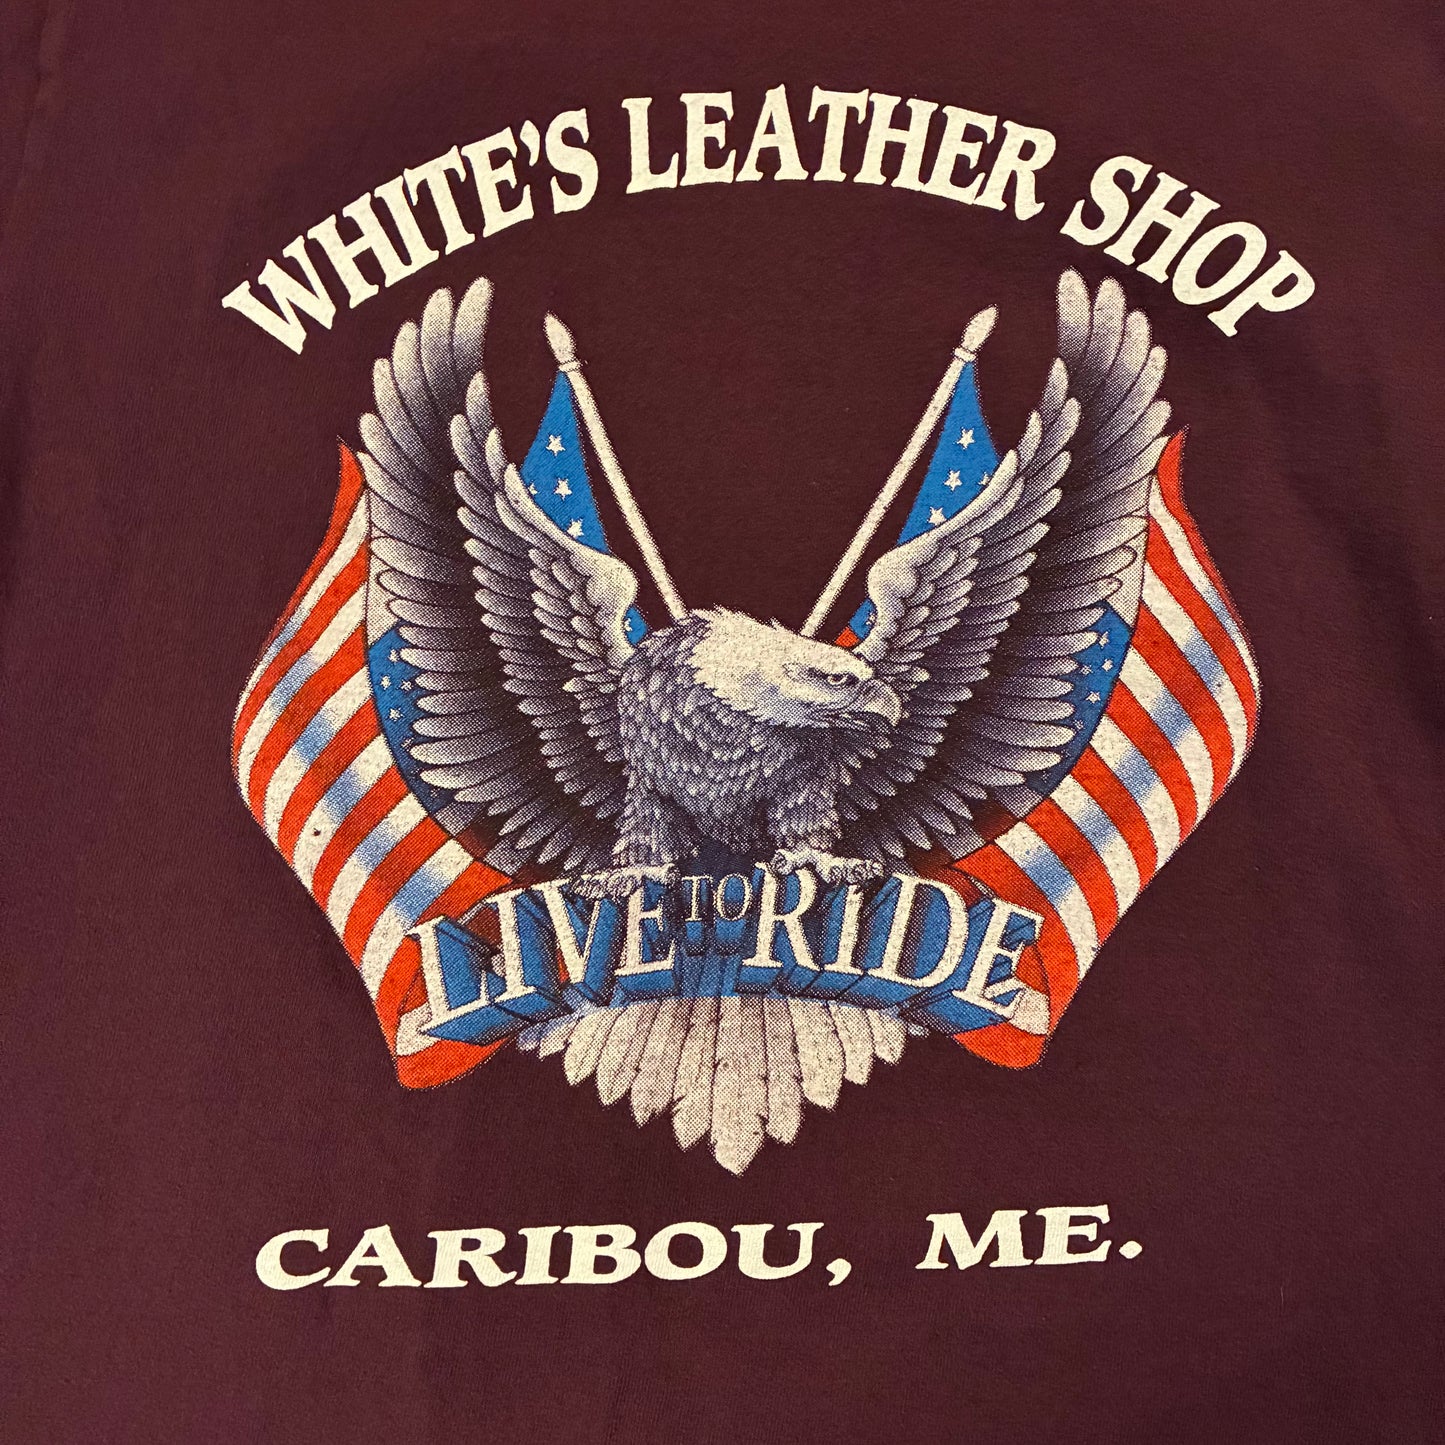 WHITE'S LEATHER SHOP
LIVE TO RIDE
CARIBOU, ME.